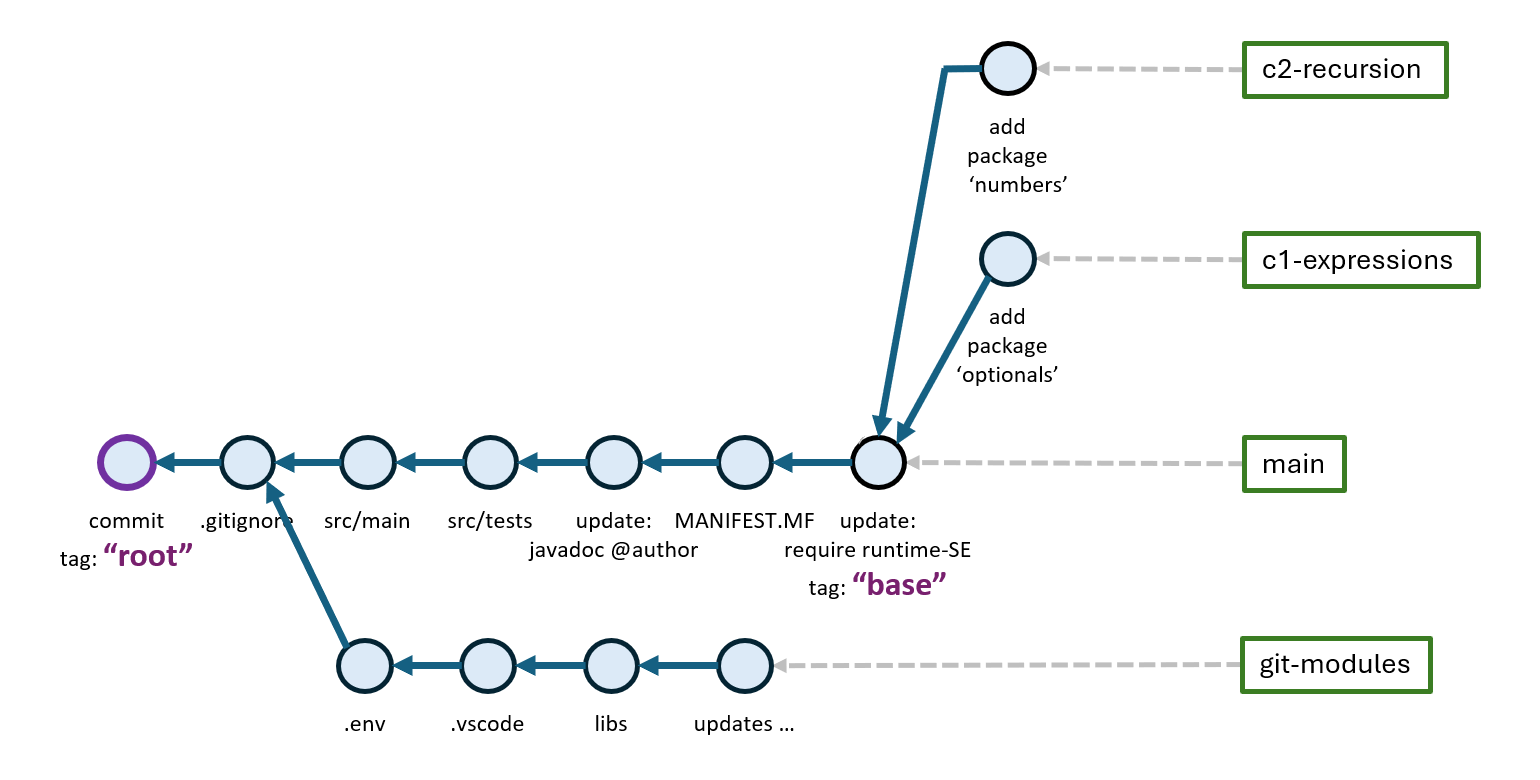 c2-recursion
add
package
‘numbers’
c1-expressions
add
package
‘optionals’
main
commit
tag: “root”
.gitignore
src/main
src/tests
update:
javadoc @author
MANIFEST.MF
update:
require runtime-SE
tag: “base”
git-modules
.env
.vscode
libs
updates ...